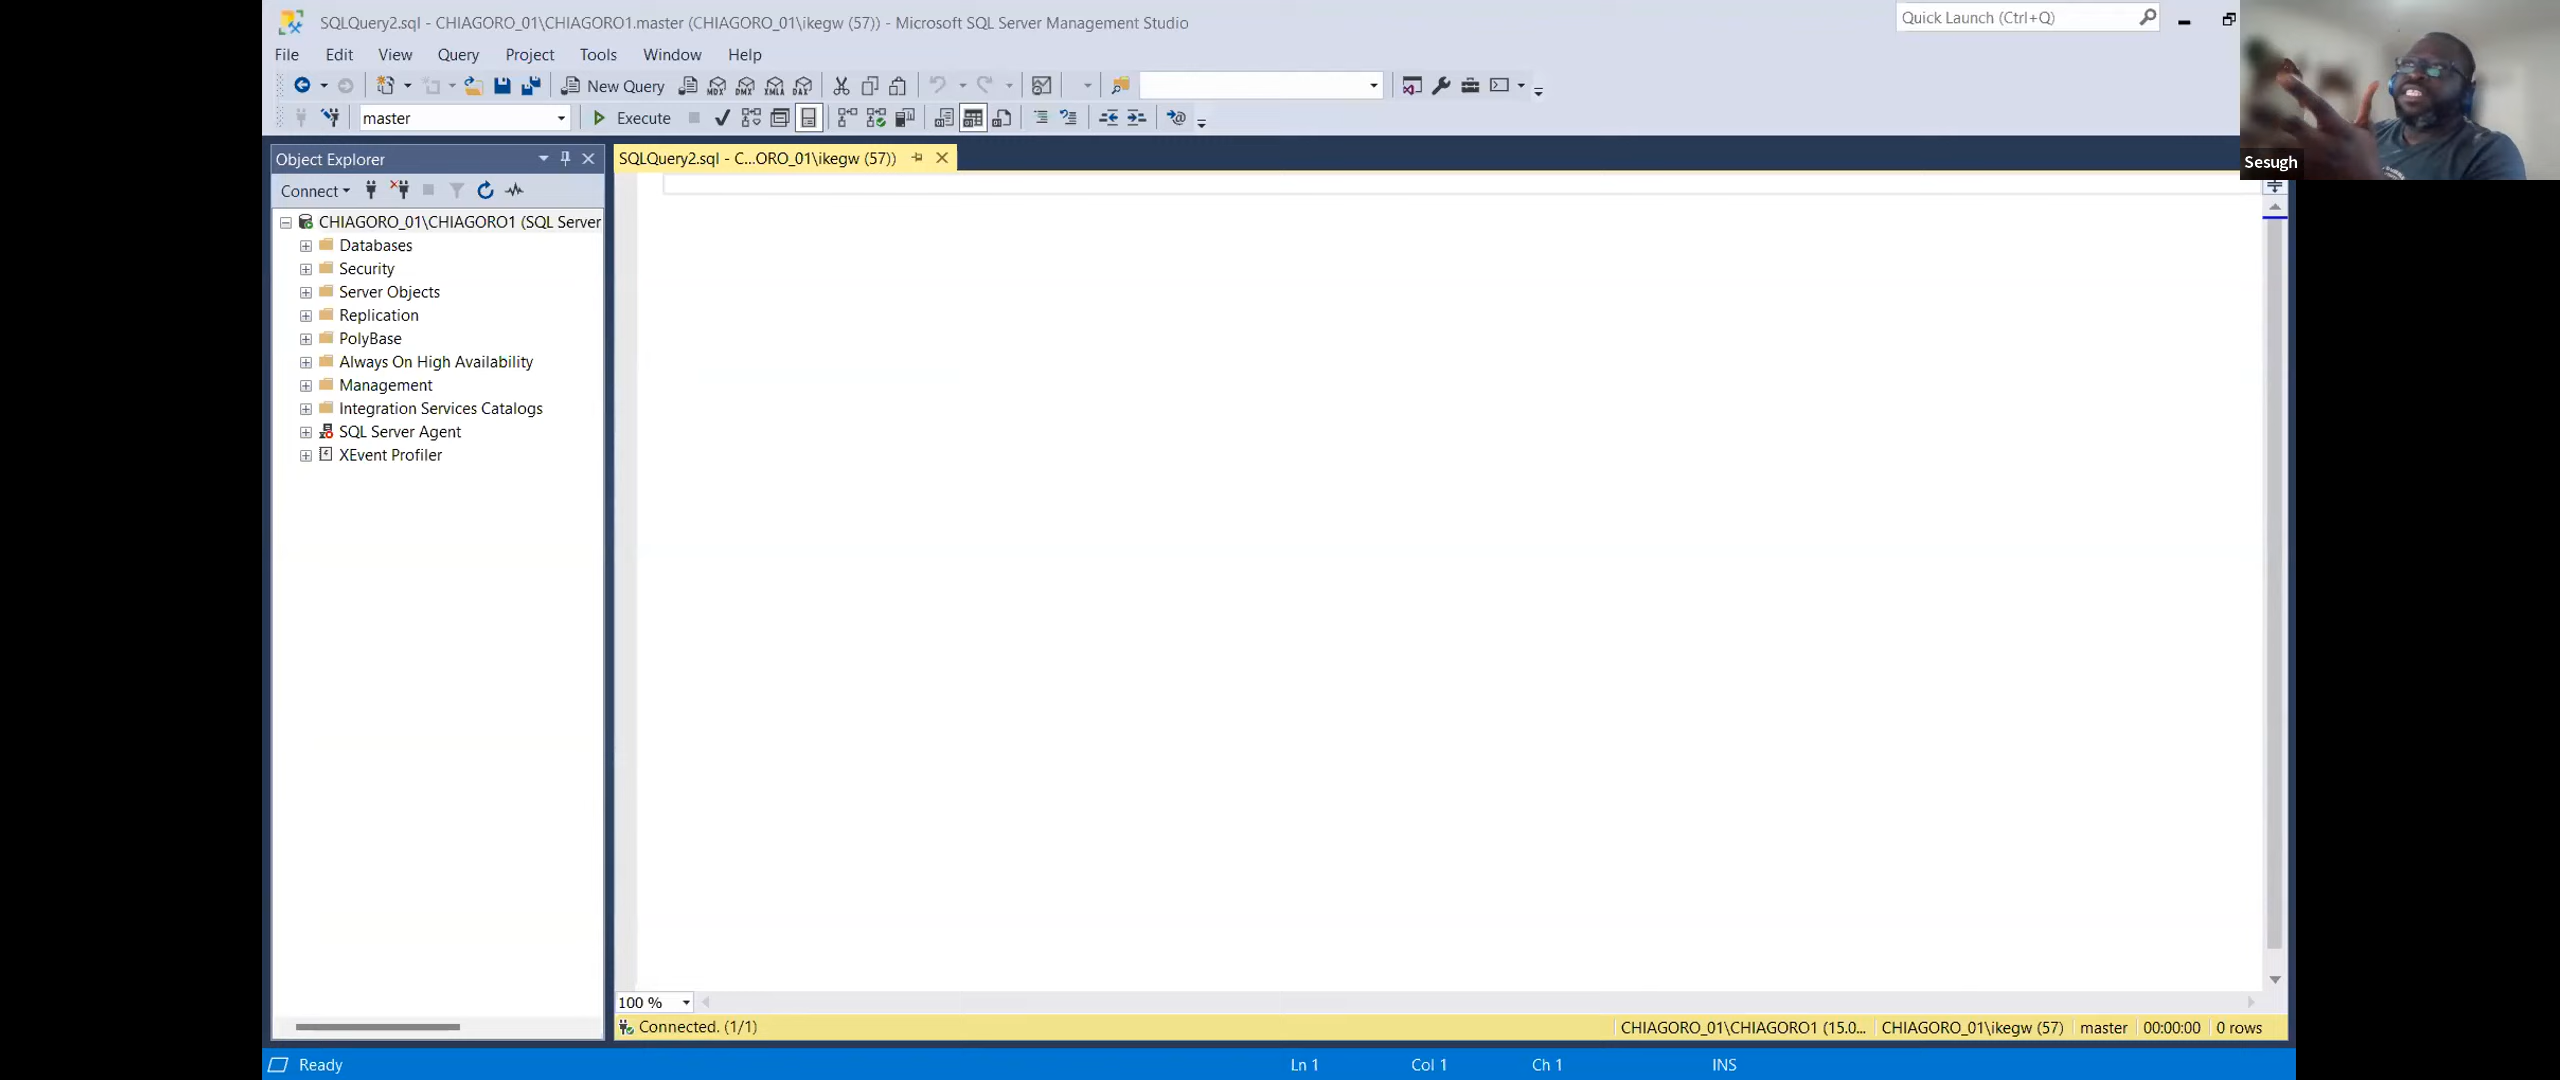 SQLQuery2.sql - CHIAGORO_01\CHIAGORO1.master (CHIAGORO_01\ikegw (57)) - Microsoft SQL Server Management Studio
Quick Launch (Ctrl+Q)
File Edit View Query Project Tools Window Help
New Query MDX DMX XMLA DAX
master Execute
Sesugh
Object Explorer
SQLQuery2.sql - C...ORO_01\ikegw (57))
Connect
CHIAGORO_01\CHIAGORO1 (SQL Server
Databases
Security
Server Objects
Replication
PolyBase
Always On High Availability
Management
Integration Services Catalogs
SQL Server Agent
XEvent Profiler
100 %
Connected. (1/1)
CHIAGORO_01\CHIAGORO1 (15.0... CHIAGORO_01\ikegw (57) master 00:00:00 0 rows
Ready Ln 1 Col 1 Ch 1 INS